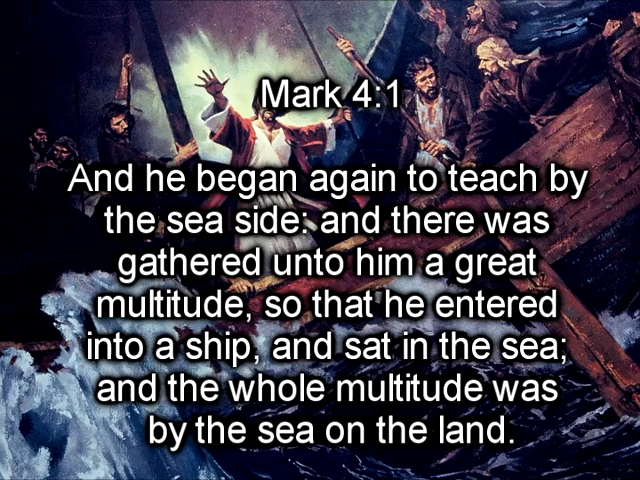 Mark 4:1
And he began again to teach by
the sea side: and there was
gathered unto him a great
multitude, so that he entered
into a ship, and sat in the sea;
and the whole multitude was
by the sea on the land.